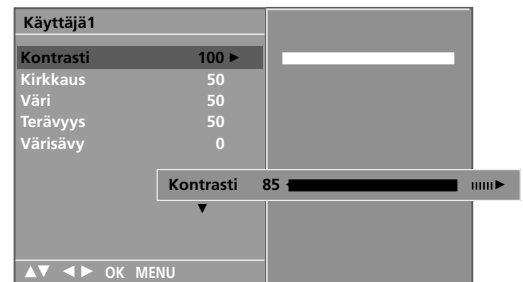 Käyttäjä1
Kontrasti 100 ►
Kirkkaus 50
Väri 50
Terävyys 50
Värisävy 0
Kontrasti 85
▼
▲▼ ◄► OK MENU